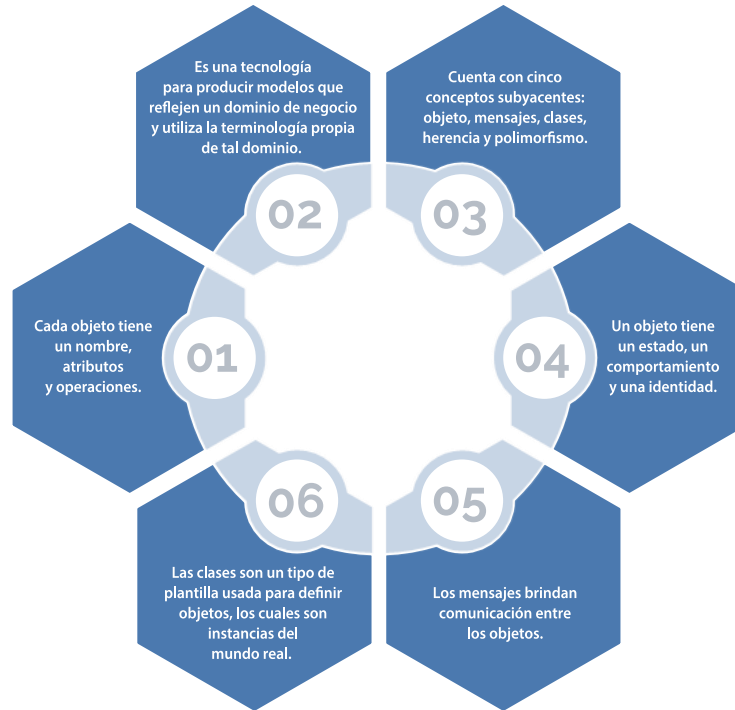 01
Cada objeto tiene
un nombre,
atributos
y operaciones.
02
Es una tecnología
para producir modelos que
reflejen un dominio de negocio
y utiliza la terminología propia
de tal dominio.
03
Cuenta con cinco
conceptos subyacentes:
objeto, mensajes, clases,
herencia y polimorfismo.
04
Un objeto tiene
un estado, un
comportamiento
y una identidad.
05
Los mensajes brindan
comunicación entre
los objetos.
06
Las clases son un tipo de
plantilla usada para definir
objetos, los cuales son
instancias del
mundo real.